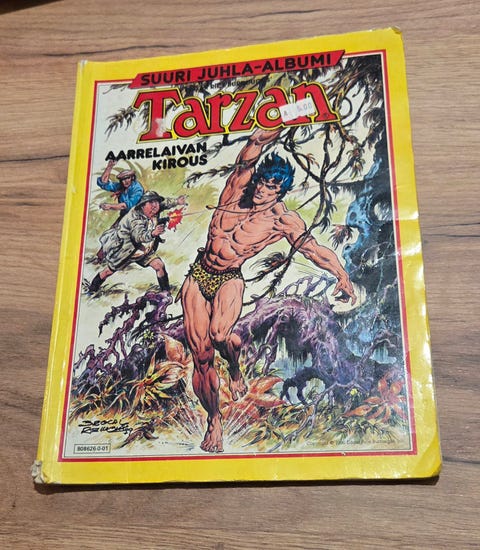 SUURI JUHLA-ALBUMI
Tarzan
AARRELAIVAN
KIROUS
808626-0-01